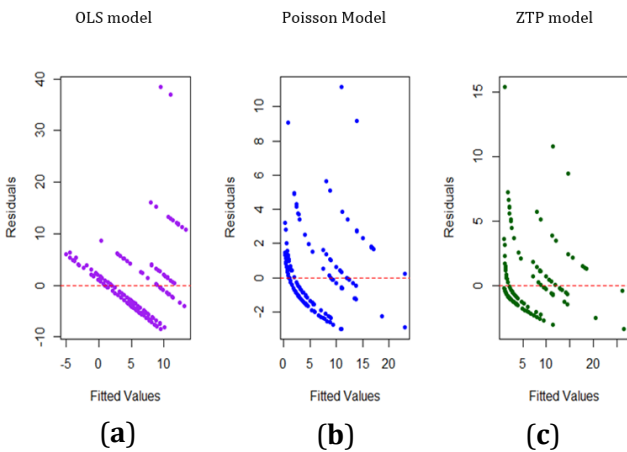 OLS model
Poisson Model
ZTP model
Residuals
-10 0 10 20 30 40
-5 0 5 10
Fitted Values
Residuals
-2 0 2 4 6 8 10
0 5 10 15 20
Fitted Values
Residuals
0 5 10 15
5 10 20
Fitted Values
(a)
(b)
(c)